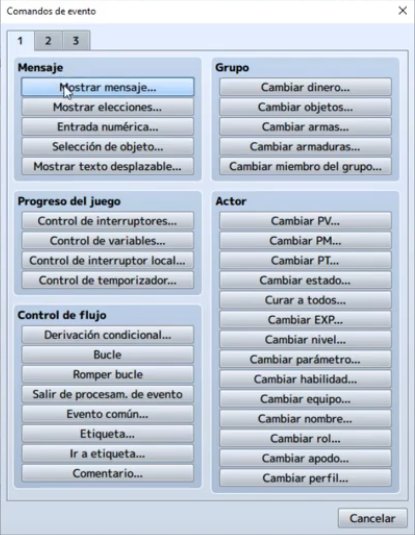 Comandos de evento
1 2 3
Mensaje
Mostrar mensaje...
Mostrar elecciones...
Entrada numérica...
Selección de objeto...
Mostrar texto desplazable...
Progreso del juego
Control de interruptores...
Control de variables...
Control de interruptor local...
Control de temporizador...
Control de flujo
Derivación condicional...
Bucle
Romper bucle
Salir de procesam. de evento
Evento común...
Etiqueta...
Ir a etiqueta...
Comentario...
Grupo
Cambiar dinero...
Cambiar objetos...
Cambiar armas...
Cambiar armaduras...
Cambiar miembro del grupo...
Actor
Cambiar PV...
Cambiar PM...
Cambiar PT...
Cambiar estado...
Curar a todos...
Cambiar EXP...
Cambiar nivel...
Cambiar parámetro...
Cambiar habilidad...
Cambiar equipo...
Cambiar nombre...
Cambiar rol...
Cambiar apodo...
Cambiar perfil...
Cancelar